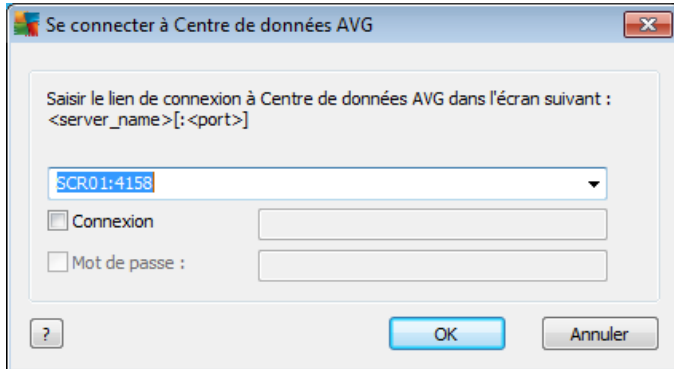 Se connecter à Centre de données AVG
Saisir le lien de connexion à Centre de données AVG dans l'écran suivant :
<server_name>[:<port>]
SCR01:4158
Connexion
Mot de passe :
?
OK
Annuler